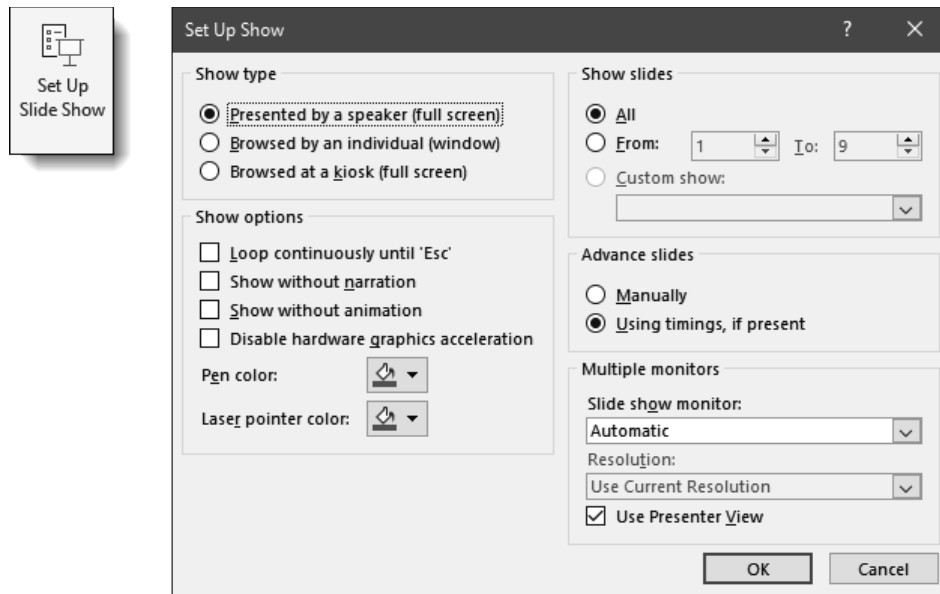 Set Up
Slide Show
Set Up Show
Show type
Presented by a speaker (full screen)
Browsed by an individual (window)
Browsed at a kiosk (full screen)
Show options
Loop continuously until 'Esc'
Show without narration
Show without animation
Disable hardware graphics acceleration
Pen color:
Laser pointer color:
Show slides
All
From: 1 To: 9
Custom show:
Advance slides
Manually
Using timings, if present
Multiple monitors
Slide show monitor:
Automatic
Resolution:
Use Current Resolution
Use Presenter View
OK Cancel